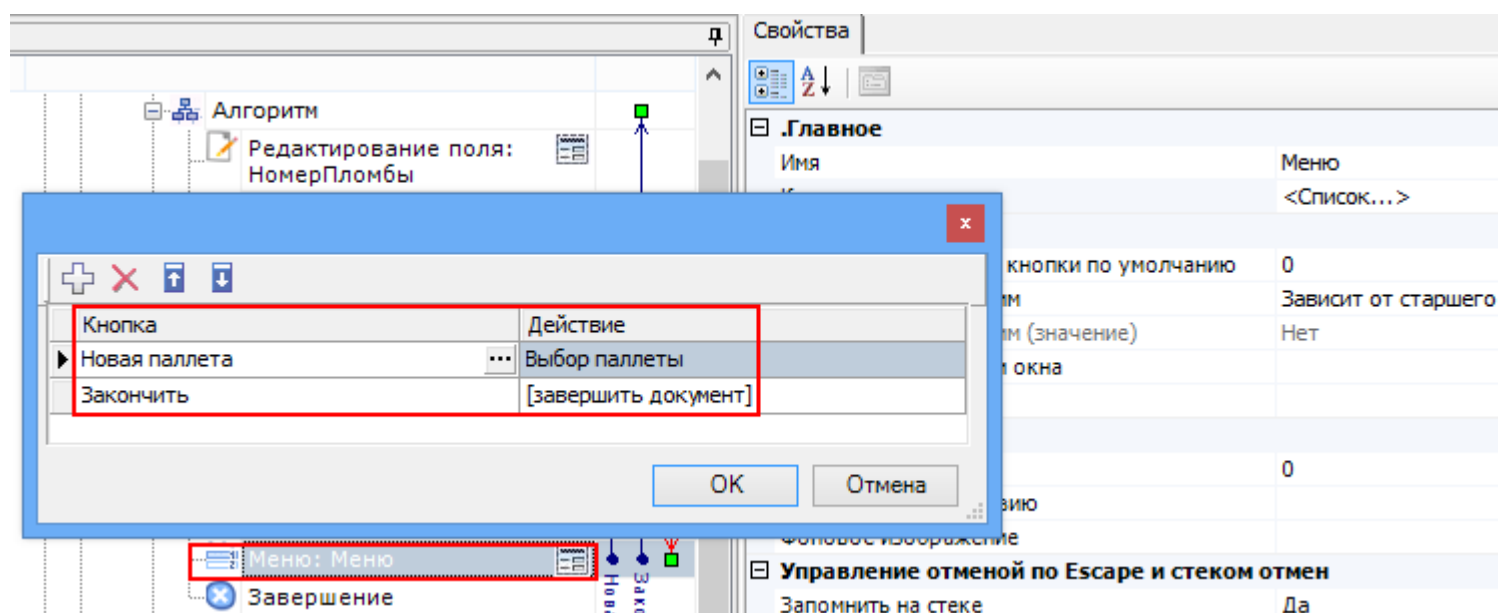 Свойства
Алгоритм
Редактирование поля:
НомерПломбы
.Главное
Имя Меню
<Список...>
кнопки по умолчанию 0
Зависит от старшего
(значение) Нет
окна
0
Кнопка Действие
Новая паллета ... Выбор паллеты
Закончить [завершить документ]
OK Отмена
Меню: Меню
Завершение
Управление отменой по Escape и стеком отмен
Запомнить на стеке Да